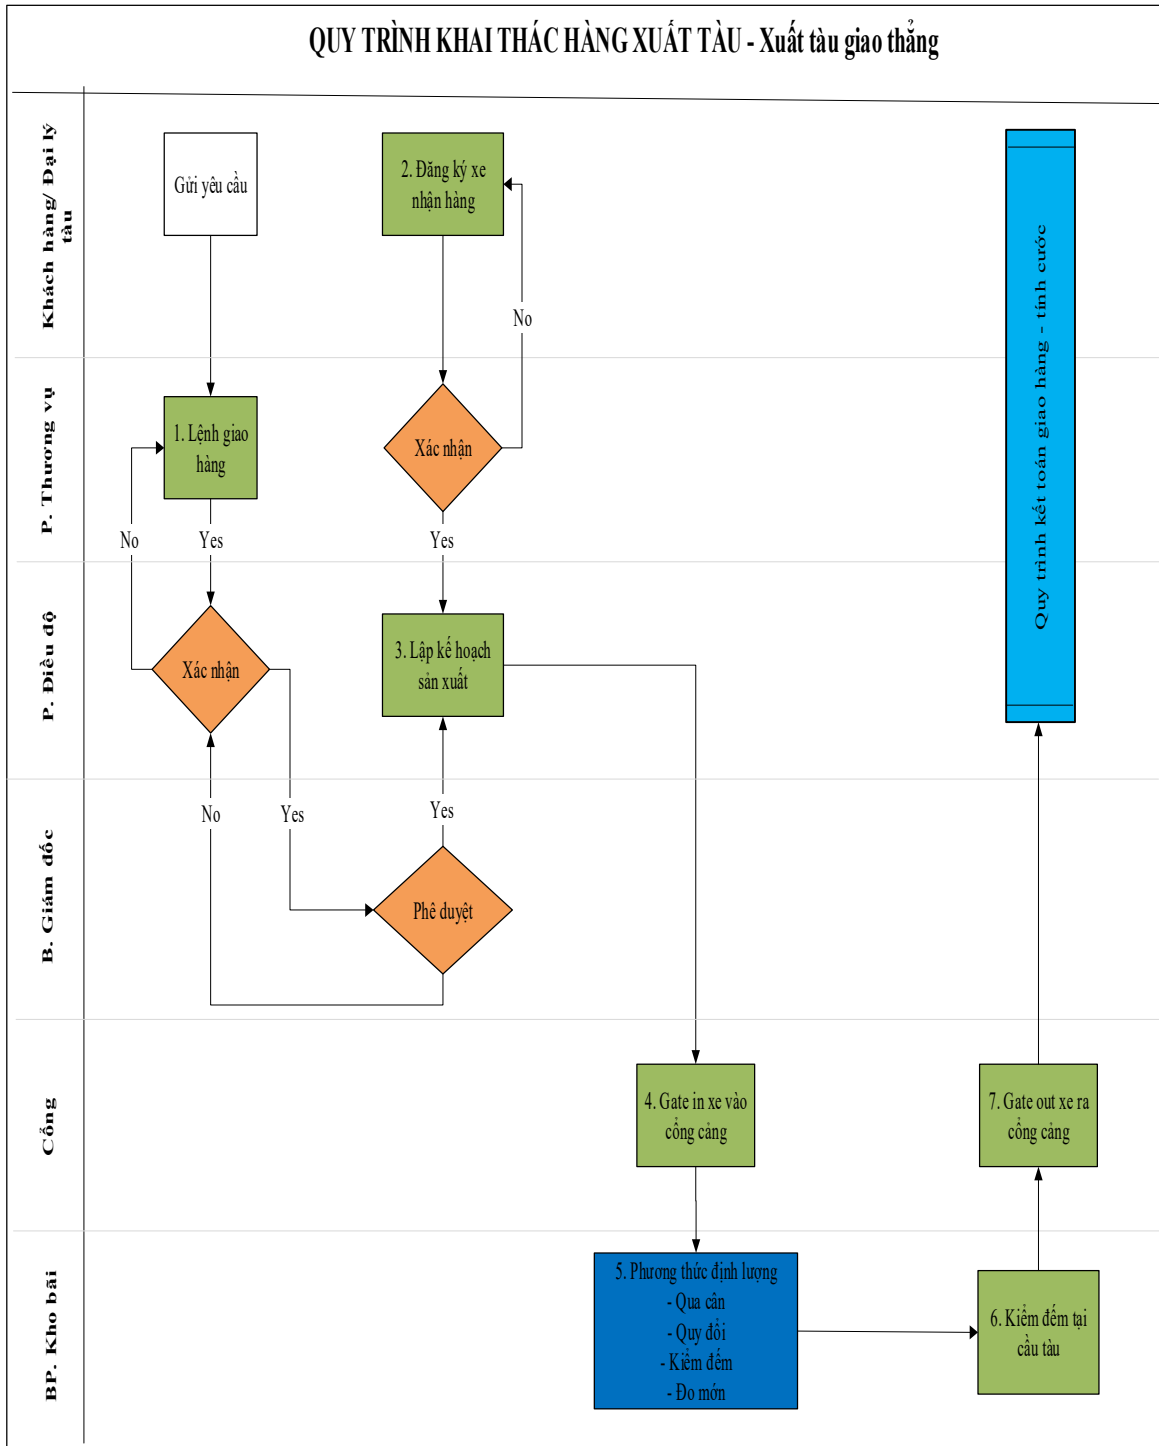 QUY TRÌNH KHAI THÁC HÀNG XUẤT TÀU - Xuất tàu giao thẳng
Khách hàng/ Đại lý
tàu
Gửi yêu cầu
2. Đăng ký xe
nhận hàng
No
Quy trình kết toán giao hàng - tính cước
P. Thương vụ
1. Lệnh giao
hàng
Xác nhận
No
Yes
Yes
P. Điều độ
Xác nhận
3. Lập kế hoạch
sản xuất
B. Giám đốc
No
Yes
Yes
Phê duyệt
Cổng
4. Gate in xe vào
cổng cảng
7. Gate out xe ra
cổng cảng
BP. Kho bãi
5. Phương thức định lượng
- Qua cân
- Quy đổi
- Kiểm đếm
- Đo mớn
6. Kiểm đếm tại
cầu tàu